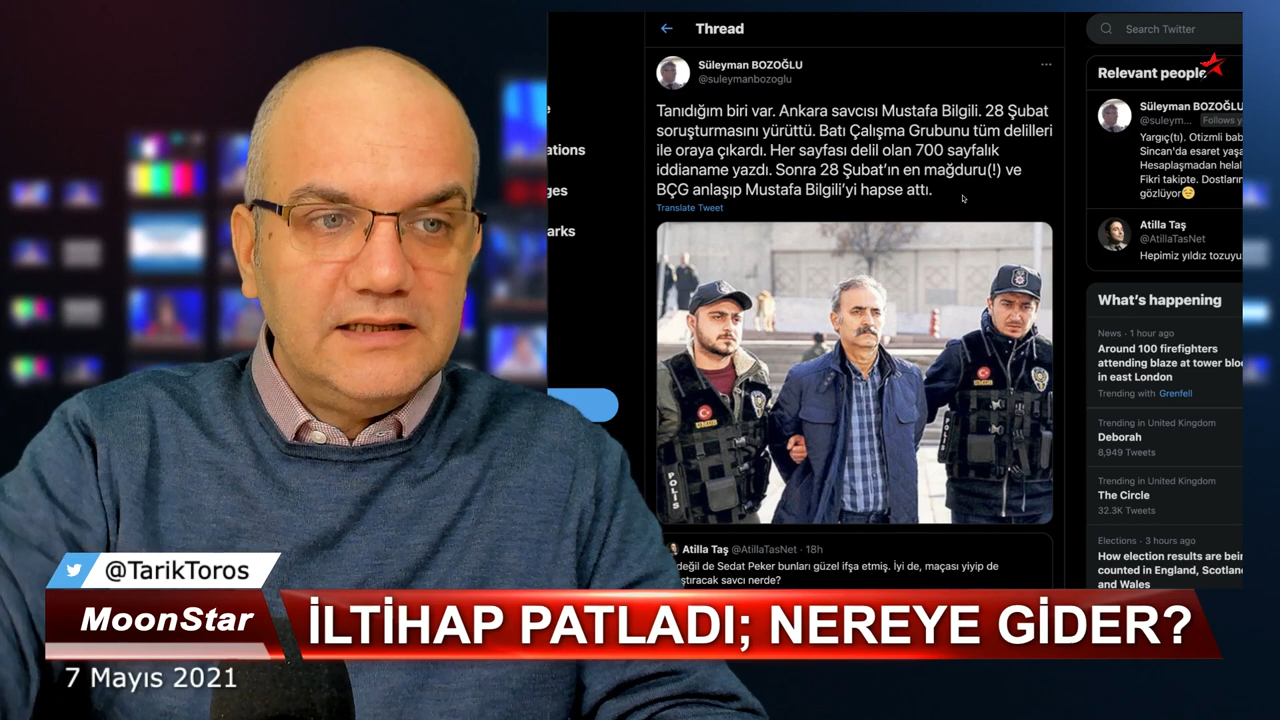 Thread
Search Twitter
Süleyman BOZOĞLU
@suleymanbozoglu
Tanıdığım biri var. Ankara savcısı Mustafa Bilgili. 28 Şubat
soruşturmasını yürüttü. Batı Çalışma Grubunu tüm delilleri
ile oraya çıkardı. Her sayfası delil olan 700 sayfalık
iddianame yazdı. Sonra 28 Şubat'ın en mağduru(!) ve
BÇG anlaşıp Mustafa Bilgili'yi hapse attı.
Translate Tweet
POLİS
POLİS
Atilla Taş @AtillaTasNet · 18h
değil de Sedat Peker bunları güzel ifşa etmiş. İyi de, maçası yiyip de
ştıracak savcı nerde?
ations
ges
arks
Relevant people
Süleyman BOZOĞLU
@suleym... Follows y
Yargıç(tı). Otizmli bab
Sincan'da esaret yaşa
Hesaplaşmadan helal
Fikri takipte. Dostların
gözlüyor
Atilla Taş
@AtillaTasNet
Hepimiz yıldız tozuyu
What's happening
News · 1 hour ago
Around 100 firefighters
attending blaze at tower blo
in east London
Trending with Grenfell
Trending in United Kingdom
Deborah
8,949 Tweets
Trending in United Kingdom
The Circle
32.3K Tweets
Elections · 3 hours ago
How election results are bein
counted in England, Scotland
and Wales
@TarikToros
MoonStar
İLTİHAP PATLADI; NEREYE GİDER?
7 Mayıs 2021